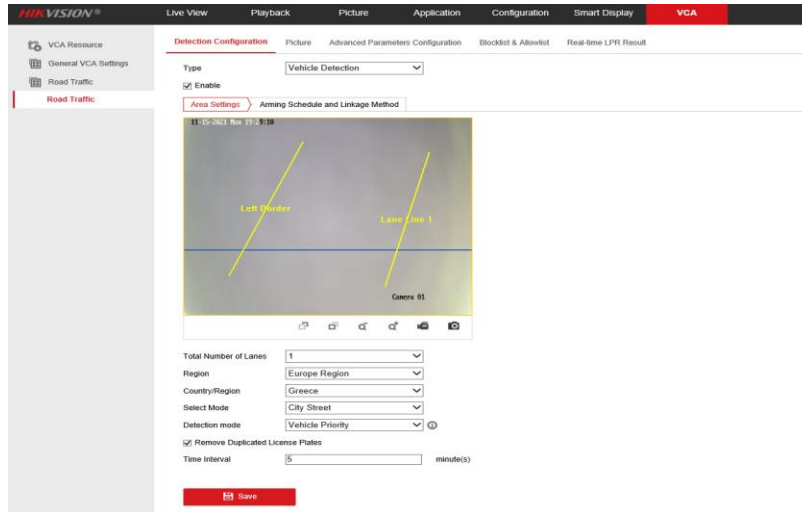 HIKVISION®
Live View Playback Picture Application Configuration Smart Display VCA
VCA Resource
General VCA Settings
Road Traffic
Road Traffic
Detection Configuration Picture Advanced Parameters Configuration Blocklist & Allowlist Real-time LPR Result
Type Vehicle Detection
Enable
Area Settings Arming Schedule and Linkage Method
11-15-2021 Mon
Left Border
Lane Line 1
Camera 01
Total Number of Lanes 1
Region Europe Region
Country/Region Greece
Select Mode City Street
Detection mode Vehicle Priority
Remove Duplicated License Plates
Time Interval 5 minute(s)
Save